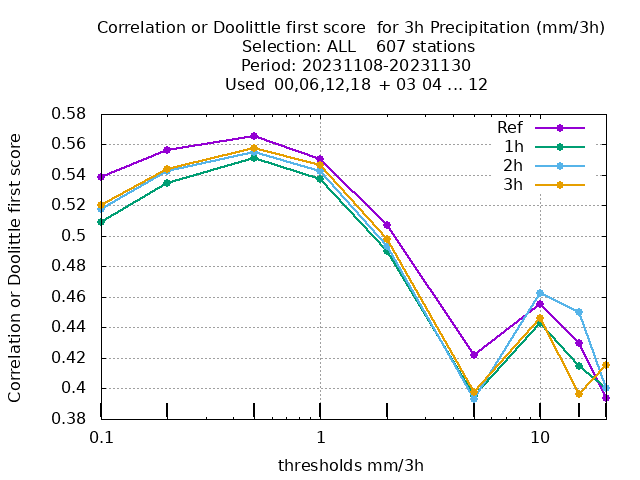 Correlation or Doolittle first score  for 3h Precipitation (mm/3h)
Selection: ALL    607 stations
Period: 20231108-20231130
Used  00,06,12,18  + 03 04 ... 12
Correlation or Doolittle first score
0.58
0.56
0.54
0.52
0.5
0.48
0.46
0.44
0.42
0.4
0.38
Ref
1h
2h
3h
0.1
1
10
thresholds mm/3h